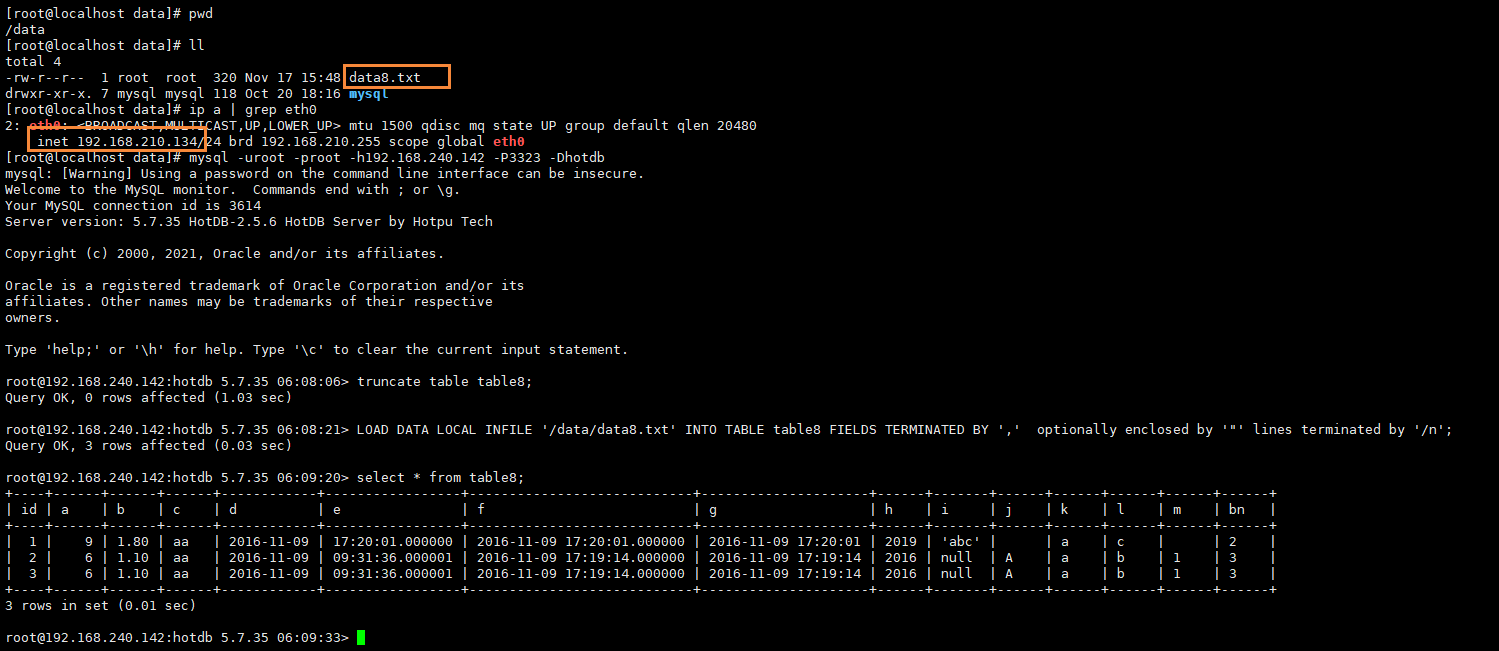 [root@localhost data]# pwd
/data
[root@localhost data]# ll
total 4
-rw-r--r--  1 root  root  320 Nov 17 15:48 data8.txt
drwxr-xr-x. 7 mysql mysql 118 Oct 20 18:16 mysql
[root@localhost data]# ip a | grep eth0
2: eth0: <BROADCAST,MULTICAST,UP,LOWER_UP> mtu 1500 qdisc mq state UP group default qlen 20480
    inet 192.168.210.134/24 brd 192.168.210.255 scope global eth0
[root@localhost data]# mysql -uroot -proot -h192.168.240.142 -P3323 -Dhotdb
mysql: [Warning] Using a password on the command line interface can be insecure.
Welcome to the MySQL monitor.  Commands end with ; or \g.
Your MySQL connection id is 3614
Server version: 5.7.35 HotDB-2.5.6 HotDB Server by Hotpu Tech

Copyright (c) 2000, 2021, Oracle and/or its affiliates.

Oracle is a registered trademark of Oracle Corporation and/or its
affiliates. Other names may be trademarks of their respective
owners.

Type 'help;' or '\h' for help. Type '\c' to clear the current input statement.

root@192.168.240.142:hotdb 5.7.35 06:08:06> truncate table table8;
Query OK, 0 rows affected (1.03 sec)

root@192.168.240.142:hotdb 5.7.35 06:08:21> LOAD DATA LOCAL INFILE '/data/data8.txt' INTO TABLE table8 FIELDS TERMINATED BY ','  optionally enclosed by '"' lines terminated by '/n';
Query OK, 3 rows affected (0.03 sec)

root@192.168.240.142:hotdb 5.7.35 06:09:20> select * from table8;
+----+------+------+------+------------+-----------------+----------------------------+---------------------+------+-------+------+------+------+------+------+
| id | a    | b    | c    | d          | e               | f                          | g                   | h    | i     | j    | k    | l    | m    | bn   |
+----+------+------+------+------------+-----------------+----------------------------+---------------------+------+-------+------+------+------+------+------+
|  1 |    9 | 1.80 | aa   | 2016-11-09 | 17:20:01.000000 | 2016-11-09 17:20:01.000000 | 2016-11-09 17:20:01 | 2019 | 'abc' |      | a    | c    |      | 2    |
|  2 |    6 | 1.10 | aa   | 2016-11-09 | 09:31:36.000001 | 2016-11-09 17:19:14.000000 | 2016-11-09 17:19:14 | 2016 | null  | A    | a    | b    | 1    | 3    |
|  3 |    6 | 1.10 | aa   | 2016-11-09 | 09:31:36.000001 | 2016-11-09 17:19:14.000000 | 2016-11-09 17:19:14 | 2016 | null  | A    | a    | b    | 1    | 3    |
+----+------+------+------+------------+-----------------+----------------------------+---------------------+------+-------+------+------+------+------+------+
3 rows in set (0.01 sec)

root@192.168.240.142:hotdb 5.7.35 06:09:33>